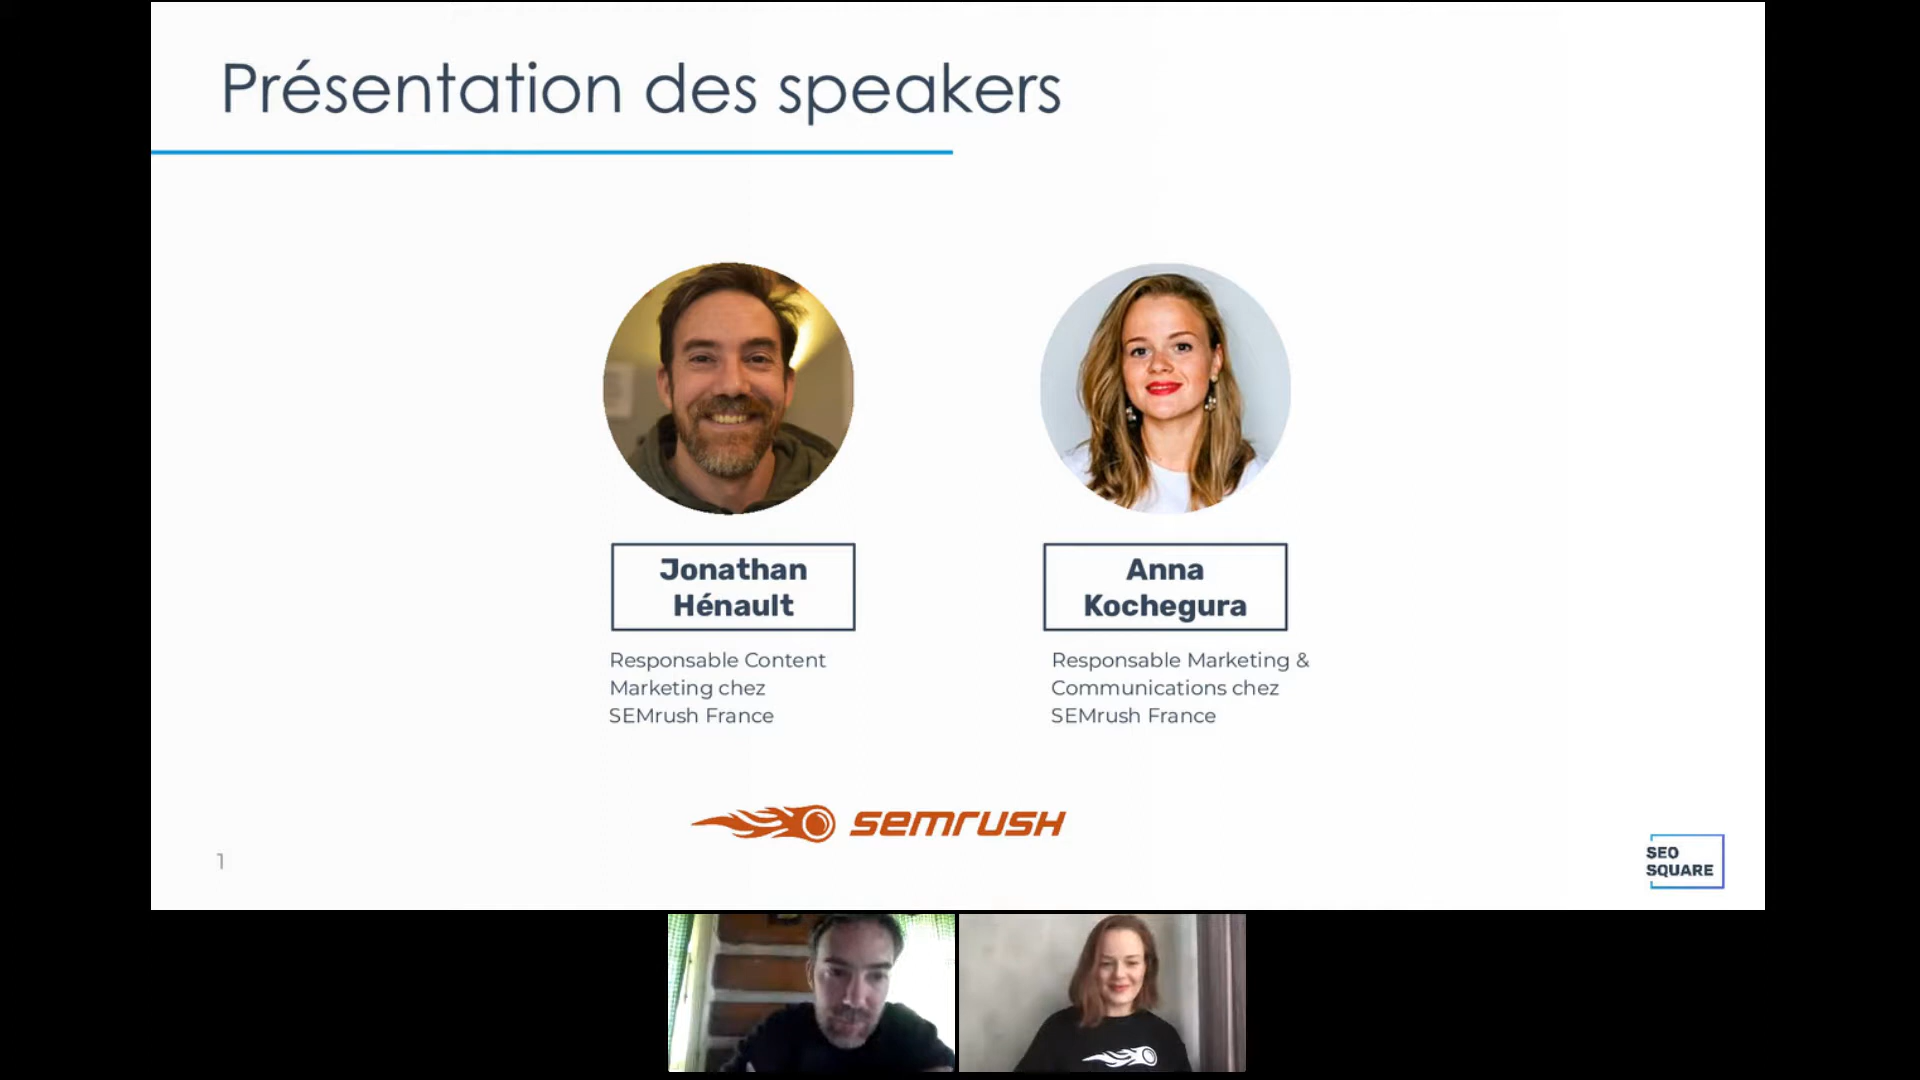 Présentation des speakers
Jonathan
Hénault
Responsable Content
Marketing chez
SEMrush France
Anna
Kochegura
Responsable Marketing &
Communications chez
SEMrush France
semrush
1
SEO
SQUARE